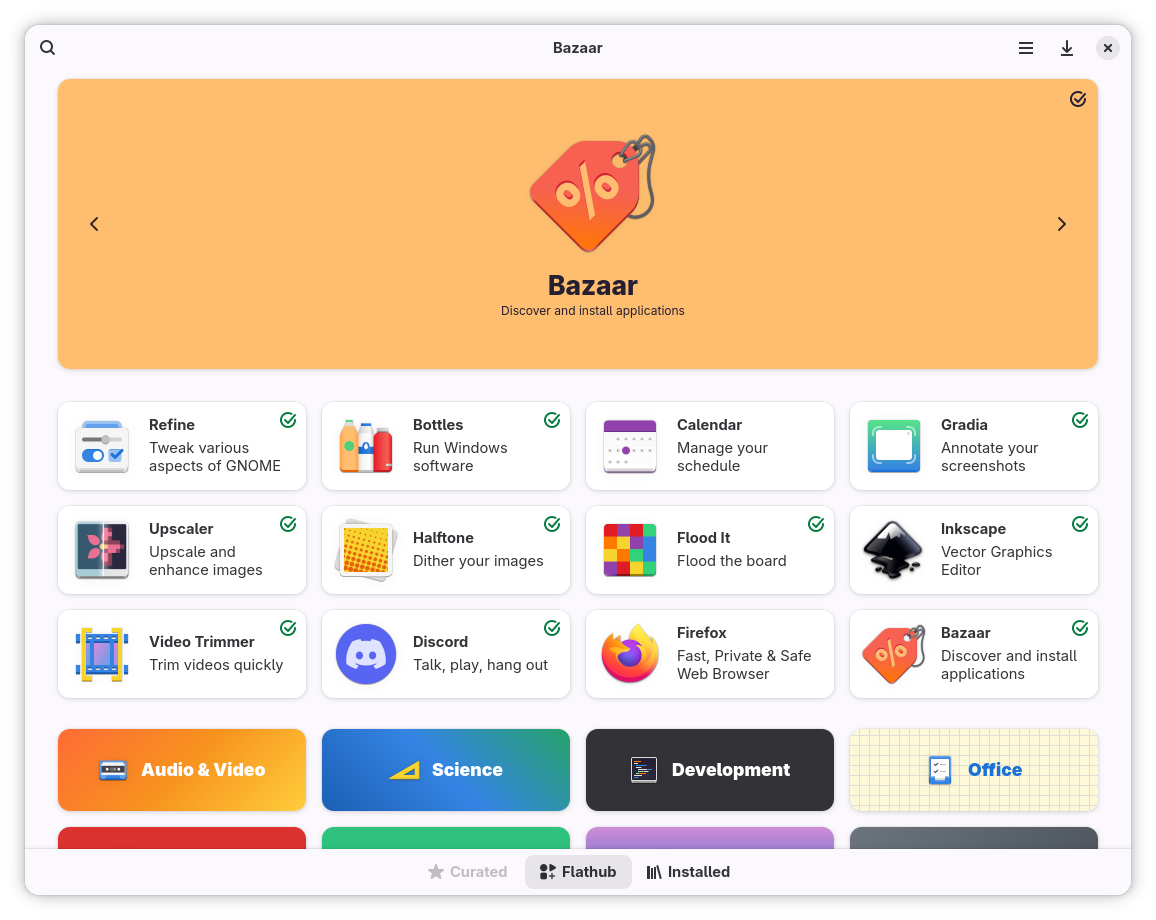 Bazaar
Bazaar
Discover and install applications
Refine
Tweak various
aspects of GNOME
Bottles
Run Windows
software
Calendar
Manage your
schedule
Gradia
Annotate your
screenshots
Upscaler
Upscale and
enhance images
Halftone
Dither your images
Flood It
Flood the board
Inkscape
Vector Graphics
Editor
Video Trimmer
Trim videos quickly
Discord
Talk, play, hang out
Firefox
Fast, Private & Safe
Web Browser
Bazaar
Discover and install
applications
Audio & Video
Science
Development
Office
Curated
Flathub
Installed